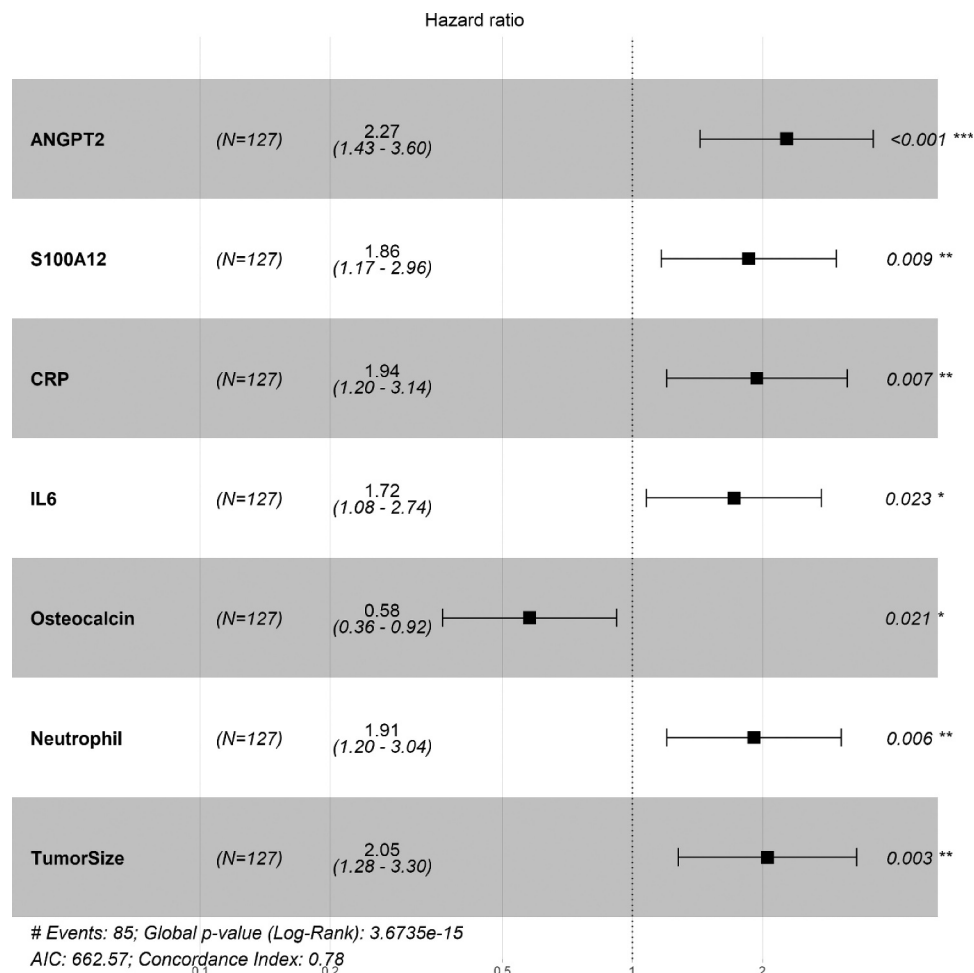 Hazard ratio
ANGPT2 (N=127) 2.27 <0.001 ***
(1.43 - 3.60)
S100A12 (N=127) 1.86 0.009 **
(1.17 - 2.96)
CRP (N=127) 1.94 0.007 **
(1.20 - 3.14)
IL6 (N=127) 1.72 0.023 *
(1.08 - 2.74)
Osteocalcin (N=127) 0.58 0.021 *
(0.36 - 0.92)
Neutrophil (N=127) 1.91 0.006 **
(1.20 - 3.04)
TumorSize (N=127) 2.05 0.003 **
(1.28 - 3.30)
# Events: 85; Global p-value (Log-Rank): 3.6735e-15
AIC: 662.57; Concordance Index: 0.78
0.1 0.2 0.5 1 2